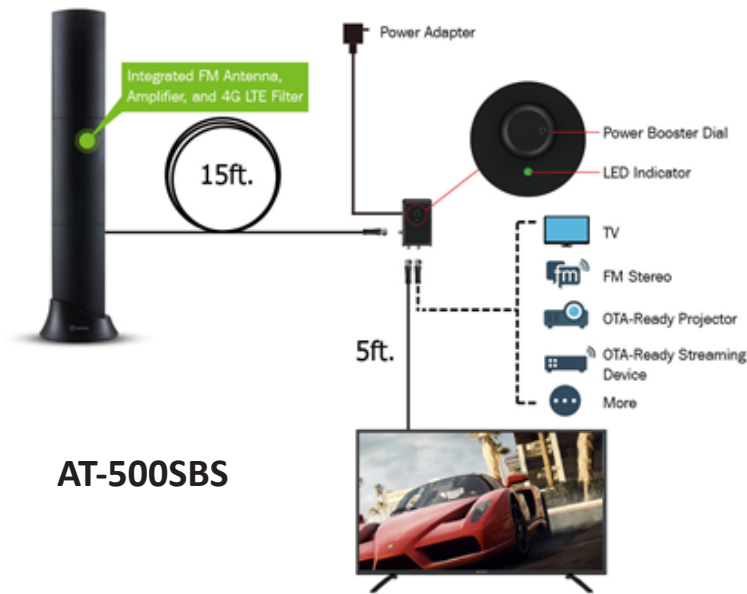 Power Adapter
Integrated FM Antenna,
Amplifier, and 4G LTE Filter
15ft.
Power Booster Dial
LED Indicator
TV
fm
FM Stereo
OTA-Ready Projector
OTA-Ready Streaming
Device
More
5ft.
AT-500SBS